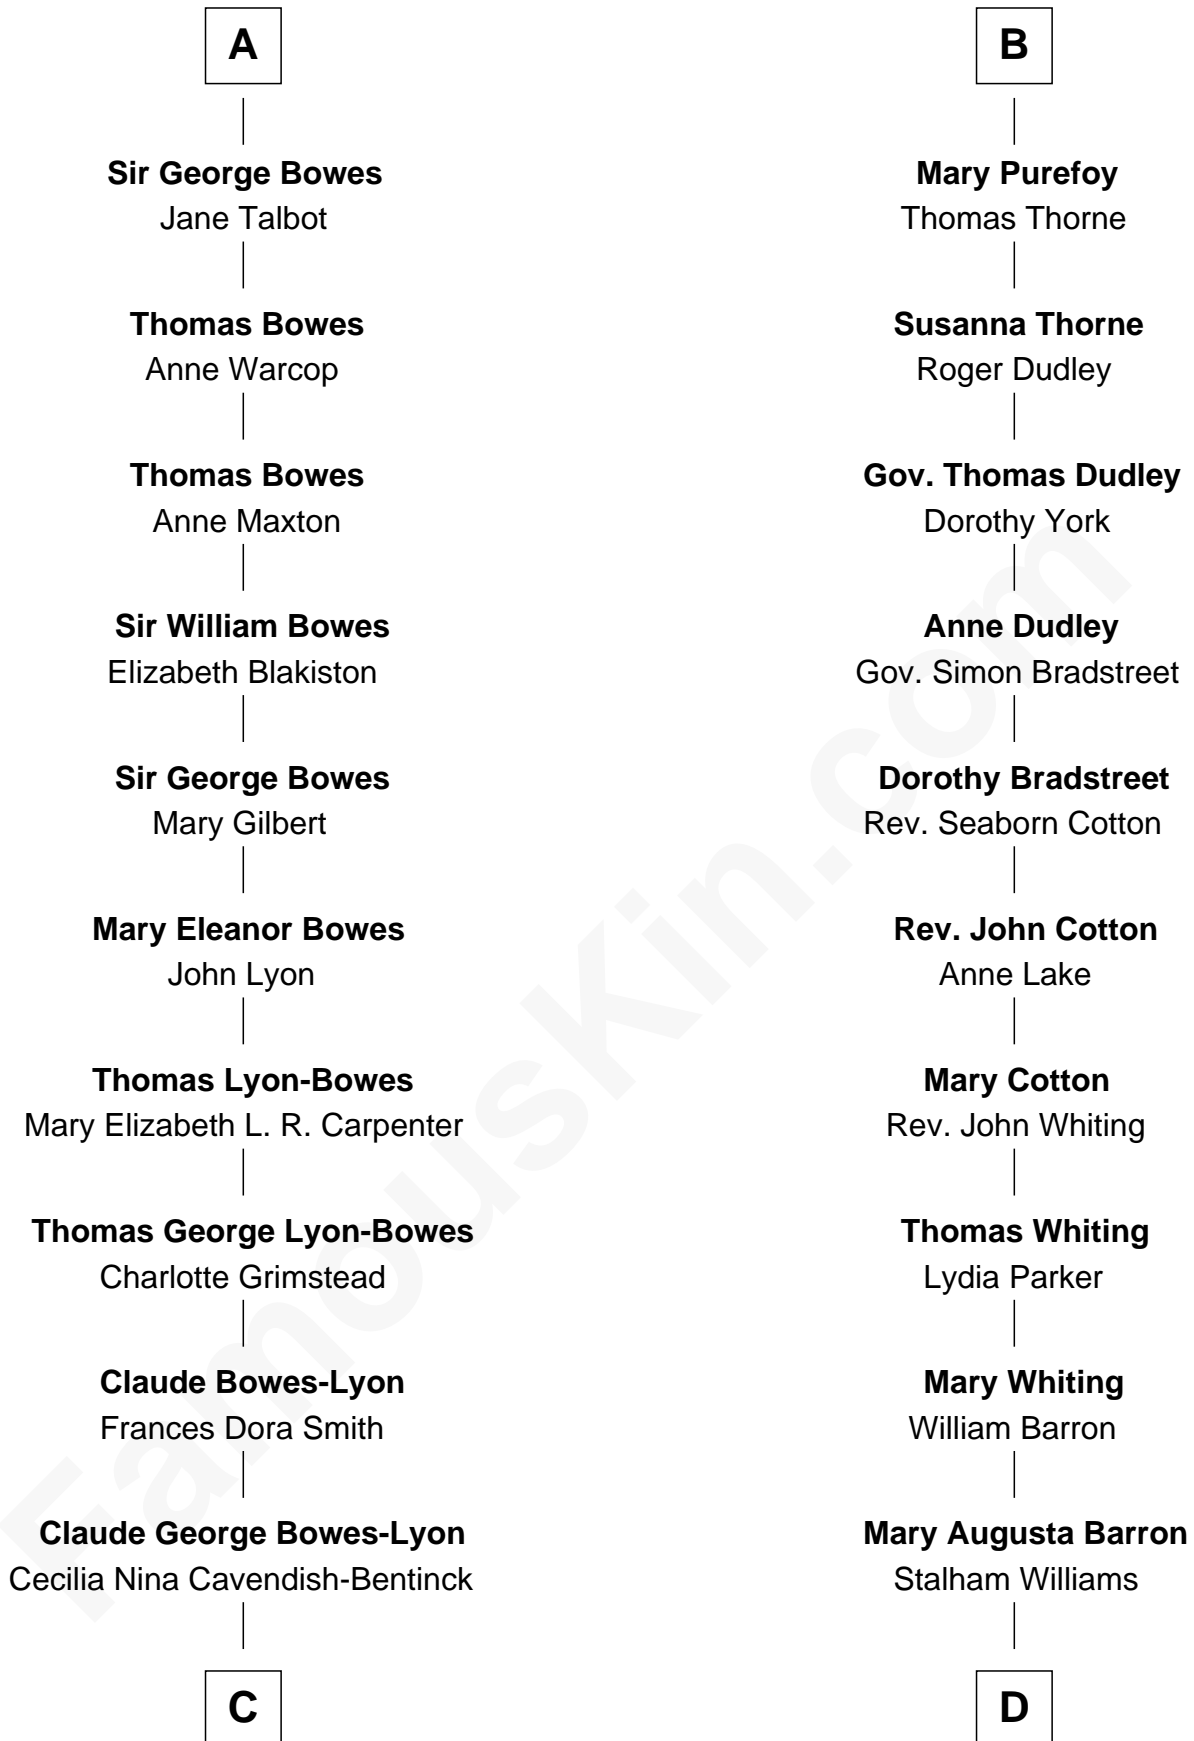 A
Sir George Bowes
Jane Talbot
Thomas Bowes
Anne Warcop
Thomas Bowes
Anne Maxton
Sir William Bowes
Elizabeth Blakiston
Sir George Bowes
Mary Gilbert
Mary Eleanor Bowes
John Lyon
Thomas Lyon-Bowes
Mary Elizabeth L. R. Carpenter
Thomas George Lyon-Bowes
Charlotte Grimstead
Claude Bowes-Lyon
Frances Dora Smith
Claude George Bowes-Lyon
Cecilia Nina Cavendish-Bentinck
C
B
Mary Purefoy
Thomas Thorne
Susanna Thorne
Roger Dudley
Gov. Thomas Dudley
Dorothy York
Anne Dudley
Gov. Simon Bradstreet
Dorothy Bradstreet
Rev. Seaborn Cotton
Rev. John Cotton
Anne Lake
Mary Cotton
Rev. John Whiting
Thomas Whiting
Lydia Parker
Mary Whiting
William Barron
Mary Augusta Barron
Stalham Williams
D
FamousKin.com